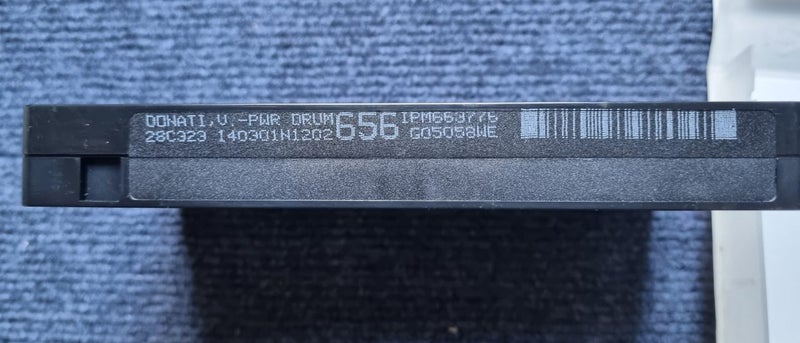 DONATI,V.-PWR DRUM 656 IPM663776
28C323 140301N1202 G05058WE